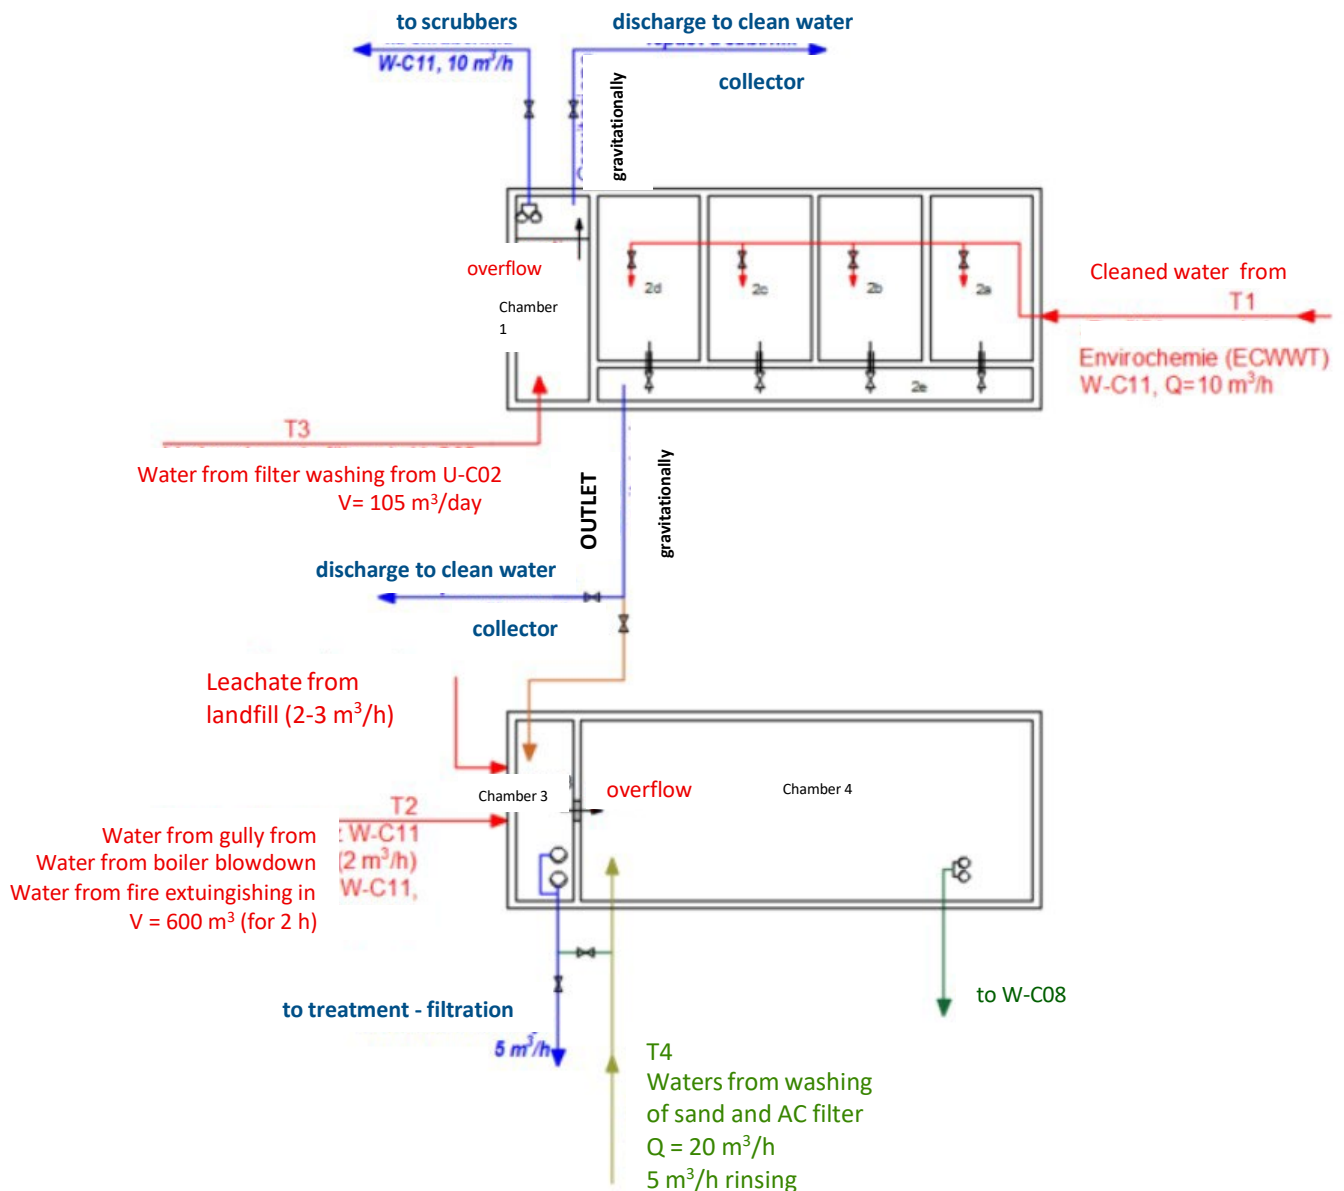 to scrubbers
W-C11, 10 m³/h
discharge to clean water
collector
gravitationally
overflow
Chamber
1
2d
2c
2b
2a
2e
Cleaned water from
T1
Envirochemie (ECWWT)
W-C11, Q=10 m³/h
T3
Water from filter washing from U-C02
V= 105 m³/day
OUTLET
gravitationally
discharge to clean water
collector
Leachate from
landfill (2-3 m³/h)
T2
Water from gully from W-C11
Water from boiler blowdown (2 m³/h)
Water from fire extuingishing in W-C11,
V = 600 m³ (for 2 h)
Chamber 3
overflow
Chamber 4
to W-C08
to treatment - filtration
5 m³/h
T4
Waters from washing
of sand and AC filter
Q = 20 m³/h
5 m³/h rinsing